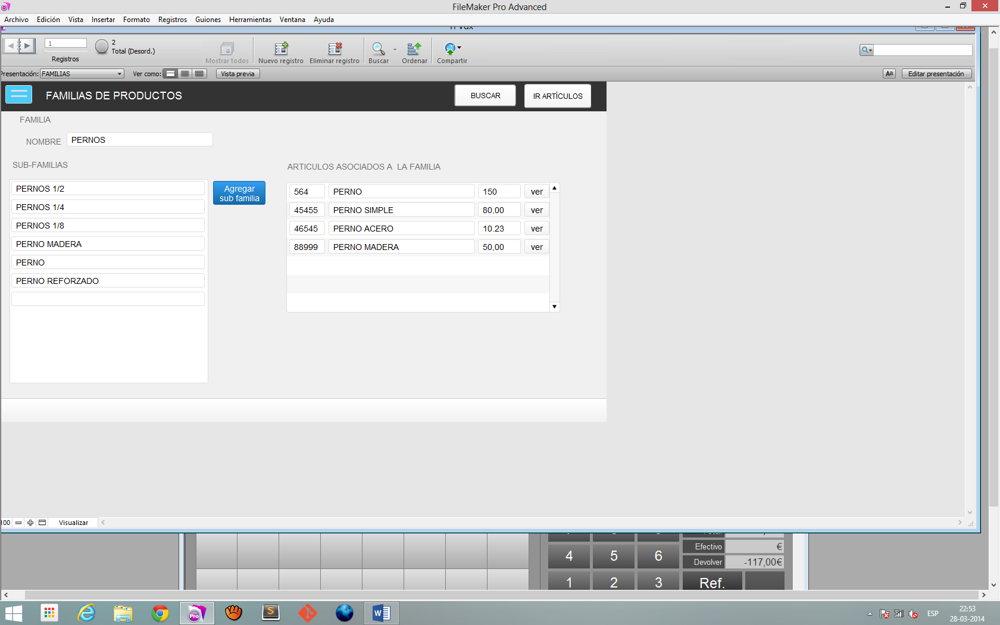 FileMaker Pro Advanced
Archivo Edición Vista Insertar Formato Registros Guiones Herramientas Ventana Ayuda
1
Registros
2
Total (Desord.)
Mostrar todos
Nuevo registro
Eliminar registro
Buscar
Ordenar
Compartir
Presentación: FAMILIAS
Ver como:
Vista previa
Aa
Editar presentación
FAMILIAS DE PRODUCTOS
BUSCAR
IR ARTÍCULOS
FAMILIA
NOMBRE PERNOS
SUB-FAMILIAS
PERNOS 1/2
PERNOS 1/4
PERNOS 1/8
PERNO MADERA
PERNO
PERNO REFORZADO
Agregar
sub familia
ARTICULOS ASOCIADOS A LA FAMILIA
564 PERNO 150 ver
45455 PERNO SIMPLE 80,00 ver
46545 PERNO ACERO 10.23 ver
88999 PERNO MADERA 50,00 ver
100
Visualizar
Efectivo €
4 5 6
Devolver -117,00€
1 2 3 Ref.
Pro
S
W
ESP
22:53
28-03-2014